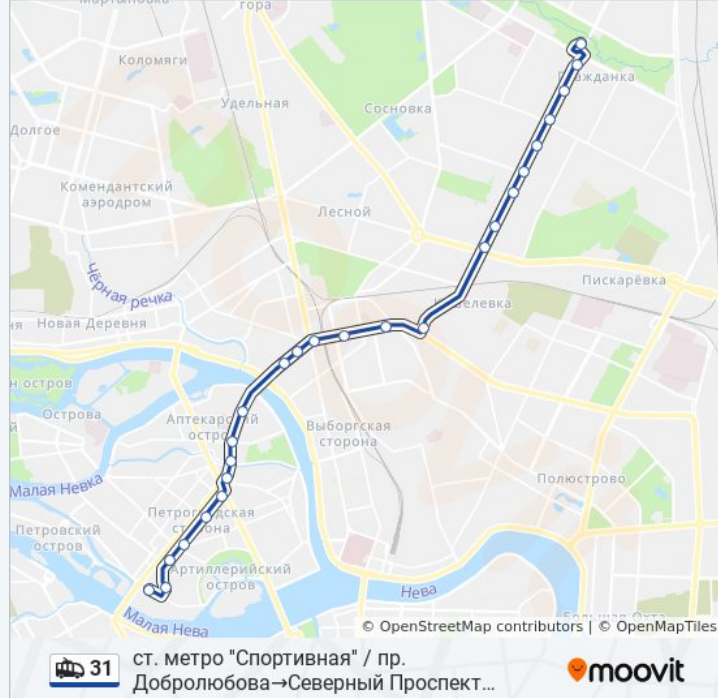 Мартыновка
гора
Коломяги
Гражданка
Удельная
Сосновка
Долгое
Комендантский
аэродром
Лесной
Пискарёвка
Чёрная речка
Новая Деревня
н остров
Острова
Аптекарский
остров
Выборгская
сторона
Полюстрово
Малая Невка
Петроградская
сторона
Петровский
остров
Артиллерийский
остров
Нева
Малая Нева
Большая Охта
© OpenStreetMap contributors | © OpenMapTiles
31
ст. метро "Спортивная" / пр.
Добролюбова→Северный Проспект...
moovit